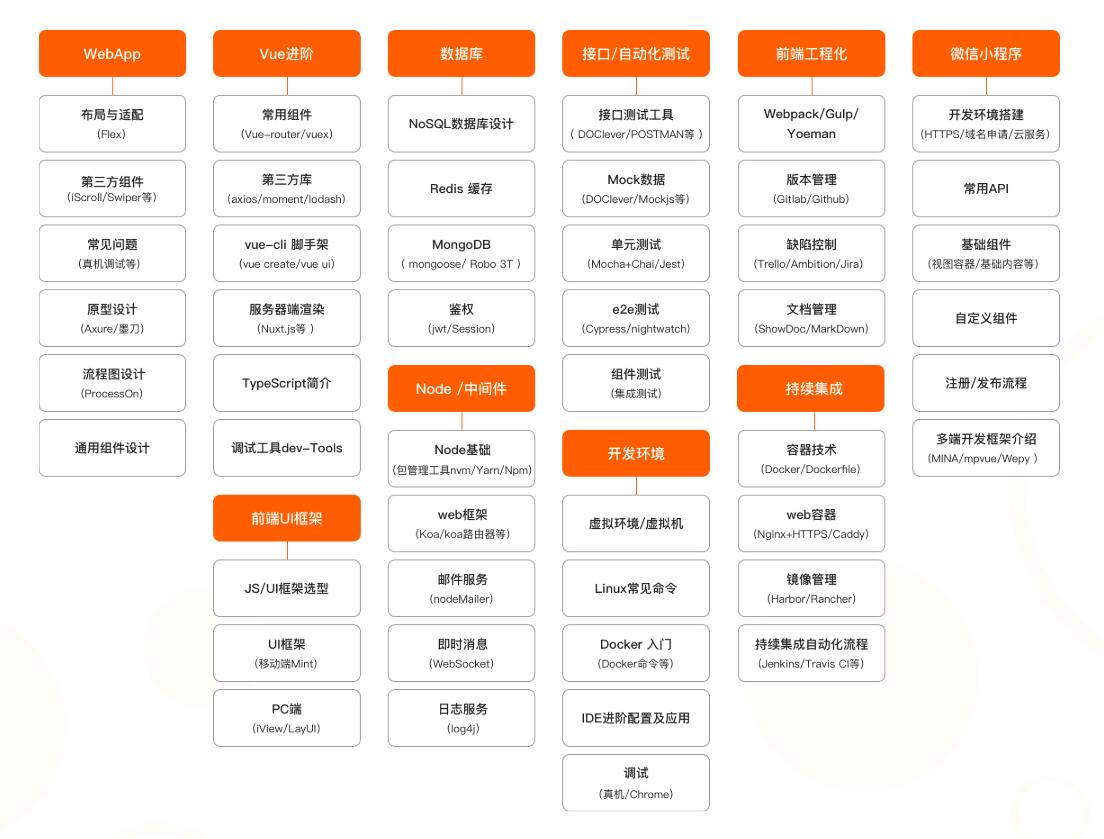 WebApp
布局与适配
(Flex)
第三方组件
(iScroll/Swiper等)
常见问题
(真机调试等)
原型设计
(Axure/墨刀)
流程图设计
(ProcessOn)
通用组件设计
Vue进阶
常用组件
(Vue-router/vuex)
第三方库
(axios/moment/lodash)
vue-cli 脚手架
(vue create/vue ui)
服务器端渲染
(Nuxt.js等 )
TypeScript简介
调试工具dev-Tools
前端UI框架
JS/UI框架选型
UI框架
(移动端Mint)
PC端
(iView/LayUI)
数据库
NoSQL数据库设计
Redis 缓存
MongoDB
( mongoose/ Robo 3T )
鉴权
(jwt/Session)
Node /中间件
Node基础
(包管理工具nvm/Yarn/Npm)
web框架
(Koa/koa路由器等)
邮件服务
(nodeMailer)
即时消息
(WebSocket)
日志服务
(log4j)
接口/自动化测试
接口测试工具
( DOClever/POSTMAN等 )
Mock数据
(DOClever/Mockjs等)
单元测试
(Mocha+Chai/Jest)
e2e测试
(Cypress/nightwatch)
组件测试
(集成测试)
开发环境
虚拟环境/虚拟机
Linux常见命令
Docker 入门
(Docker命令等)
IDE进阶配置及应用
调试
(真机/Chrome)
前端工程化
Webpack/Gulp/
Yoeman
版本管理
(Gitlab/Github)
缺陷控制
(Trello/Ambition/Jira)
文档管理
(ShowDoc/MarkDown)
持续集成
容器技术
(Docker/Dockerfile)
web容器
(Nginx+HTTPS/Caddy)
镜像管理
(Harbor/Rancher)
持续集成自动化流程
(Jenkins/Travis CI等)
微信小程序
开发环境搭建
(HTTPS/域名申请/云服务)
常用API
基础组件
(视图容器/基础内容等)
自定义组件
注册/发布流程
多端开发框架介绍
(MINA/mpvue/Wepy )